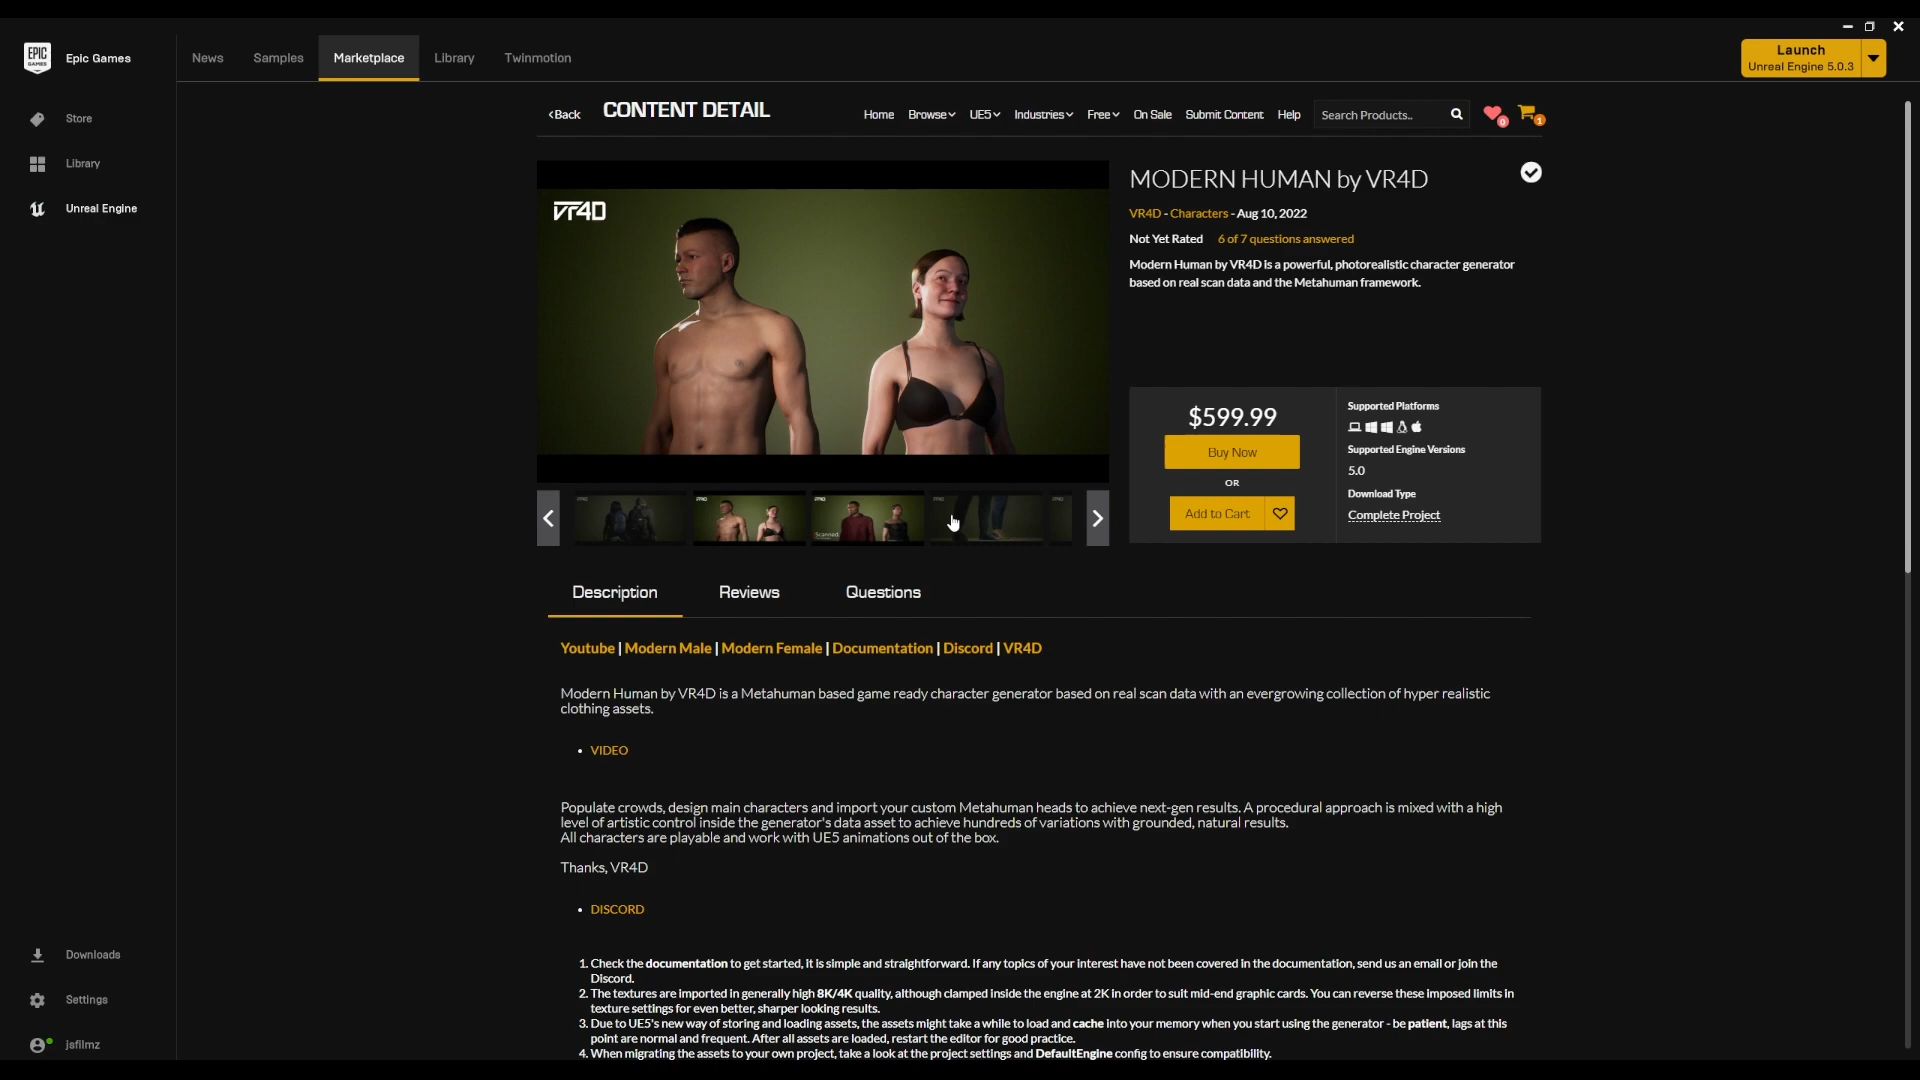 EPIC
GAMES
Epic Games
News
Samples
Marketplace
Library
Twinmotion
Launch
Unreal Engine 5.0.3
Store
Library
Unreal Engine
Back
CONTENT DETAIL
Home
Browse
UE5
Industries
Free
On Sale
Submit Content
Help
Search Products..
0
1
VR4D
MODERN HUMAN by VR4D
VR4D - Characters - Aug 10, 2022
Not Yet Rated
6 of 7 questions answered
Modern Human by VR4D is a powerful, photorealistic character generator
based on real scan data and the Metahuman framework.
$599.99
Buy Now
OR
Add to Cart
Supported Platforms
Supported Engine Versions
5.0
Download Type
Complete Project
Scanned
Description
Reviews
Questions
Youtube | Modern Male | Modern Female | Documentation | Discord | VR4D
Modern Human by VR4D is a Metahuman based game ready character generator based on real scan data with an evergrowing collection of hyper realistic
clothing assets.
• VIDEO
Populate crowds, design main characters and import your custom Metahuman heads to achieve next-gen results. A procedural approach is mixed with a high
level of artistic control inside the generator's data asset to achieve hundreds of variations with grounded, natural results.
All characters are playable and work with UE5 animations out of the box.
Thanks, VR4D
• DISCORD
1. Check the documentation to get started, it is simple and straightforward. If any topics of your interest have not been covered in the documentation, send us an email or join the
Discord.
2. The textures are imported in generally high 8K/4K quality, although clamped inside the engine at 2K in order to suit mid-end graphic cards. You can reverse these imposed limits in
texture settings for even better, sharper looking results.
3. Due to UE5's new way of storing and loading assets, the assets might take a while to load and cache into your memory when you start using the generator - be patient, lags at this
point are normal and frequent. After all assets are loaded, restart the editor for good practice.
4. When migrating the assets to your own project, take a look at the project settings and DefaultEngine config to ensure compatibility.
Downloads
Settings
jsfilmz